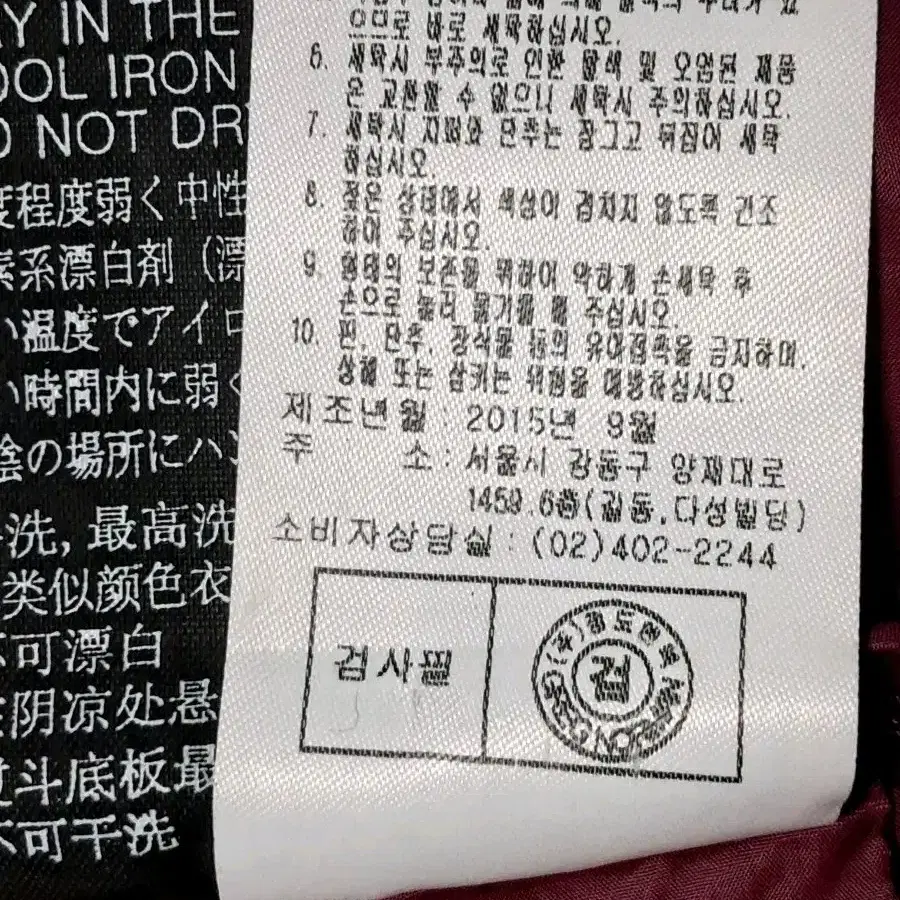 Y IN THE
OOL IRON
O NOT DR
度程度弱く中性
素系漂白剤（漂
い温度でアイロ
い時間内に弱く
陰の場所にハン
洗, 最高洗
类似颜色衣
不可漂白
阴凉处悬
斗底板最
不可干洗
으므로 바로 세탁하십시오.
6. 세탁시 부주의로 인한 탈색 및 오염된 제품
은 교환할 수 없으니 세탁시 주의하십시오.
7. 세탁시 지퍼와 단추는 잠그고 뒤집어 세탁
하십시오.
8. 젖은 상태에서 색상이 겹치지 않도록 건조
하여 주십시오.
9. 형태의 보존을 위하여 약하게 손세탁 후
손으로 눌러 물기를 빼 주십시오.
10. 핀, 단추, 장식물 등의 유아접촉을 금지하며,
상해 또는 삼키는 위험을 예방하십시오.
제조년월 : 2015년 9월
주 소 : 서울시 강동구 양재대로
1459, 6층(길동, 다성빌딩)
소비자상담실 : (02)402-2244
검사필
검